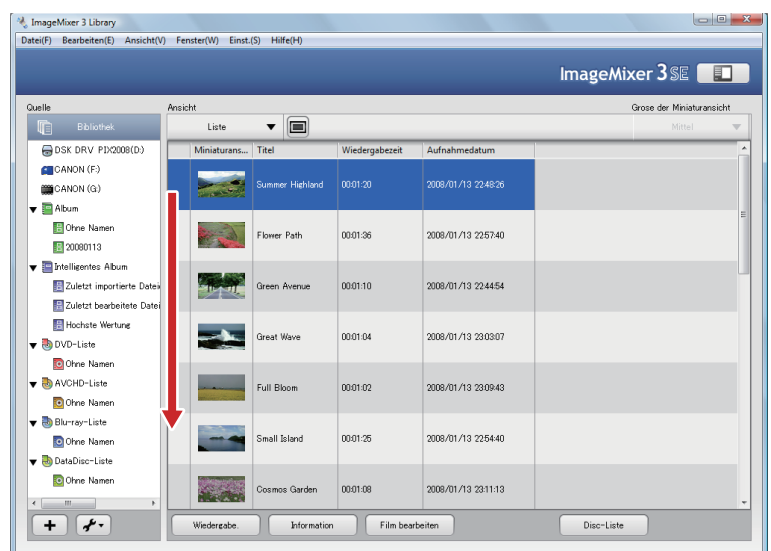 ImageMixer 3 Library
Datei(F) Bearbeiten(E) Ansicht(V) Fenster(W) Einst.(S) Hilfe(H)
ImageMixer 3 SE
Quelle
Ansicht
Grose der Miniaturansicht
Bibliothek
Liste
Mittel
DSK DRV PIX2008(D:)
CANON (F:)
CANON (G:)
Album
Ohne Namen
20080113
Intelligentes Album
Zuletzt importierte Datei
Zuletzt bearbeitete Datei
Hochste Wertung
DVD-Liste
Ohne Namen
AVCHD-Liste
Ohne Namen
Blu-ray-Liste
Ohne Namen
DataDisc-Liste
Ohne Namen
Miniaturans... Titel Wiedergabezeit Aufnahmedatum
Summer Highland 00:01:20 2008/01/13 22:48:26
Flower Path 00:01:36 2008/01/13 22:57:40
Green Avenue 00:01:10 2008/01/13 22:44:54
Great Wave 00:01:04 2008/01/13 23:03:07
Full Bloom 00:01:02 2008/01/13 23:09:43
Small Island 00:01:25 2008/01/13 22:54:40
Cosmos Garden 00:01:08 2008/01/13 23:11:13
Wiedergabe. Information Film bearbeiten Disc-Liste